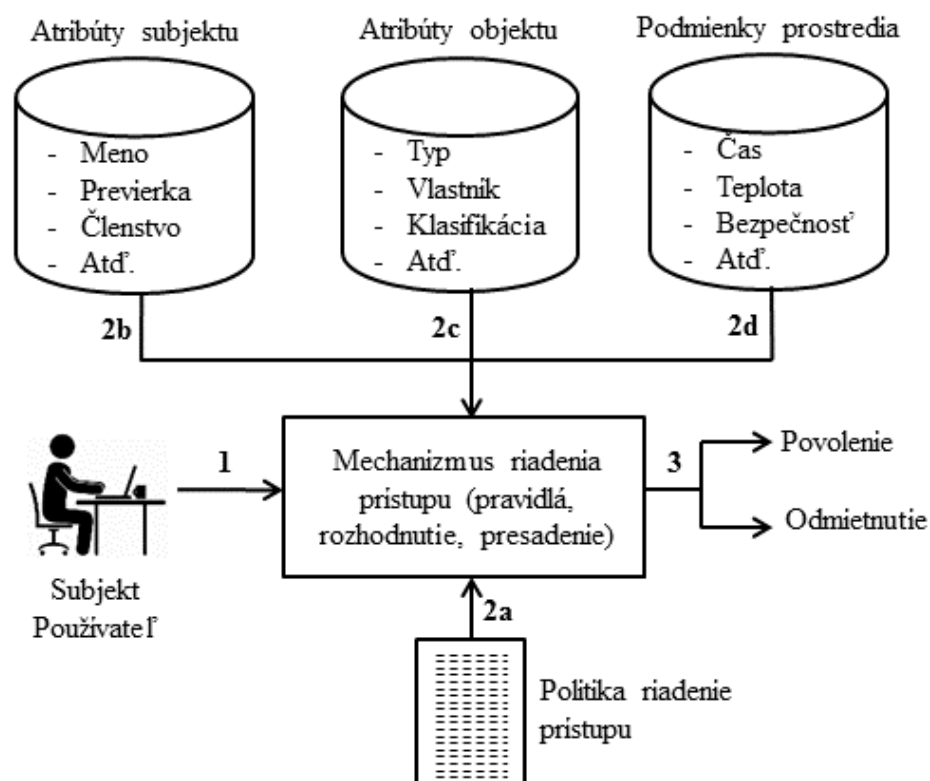 Atribúty subjektu
Atribúty objektu
Podmienky prostredia
- Meno
- Previerka
- Členstvo
- Atď.
- Typ
- Vlastník
- Klasifikácia
- Atď.
- Čas
- Teplota
- Bezpečnosť
- Atď.
2b
2c
2d
1
Mechanizmus riadenia
prístupu (pravidlá,
rozhodnutie, presadenie)
3
Povolenie
Odmietnutie
Subjekt
Používateľ
2a
Politika riadenie
prístupu